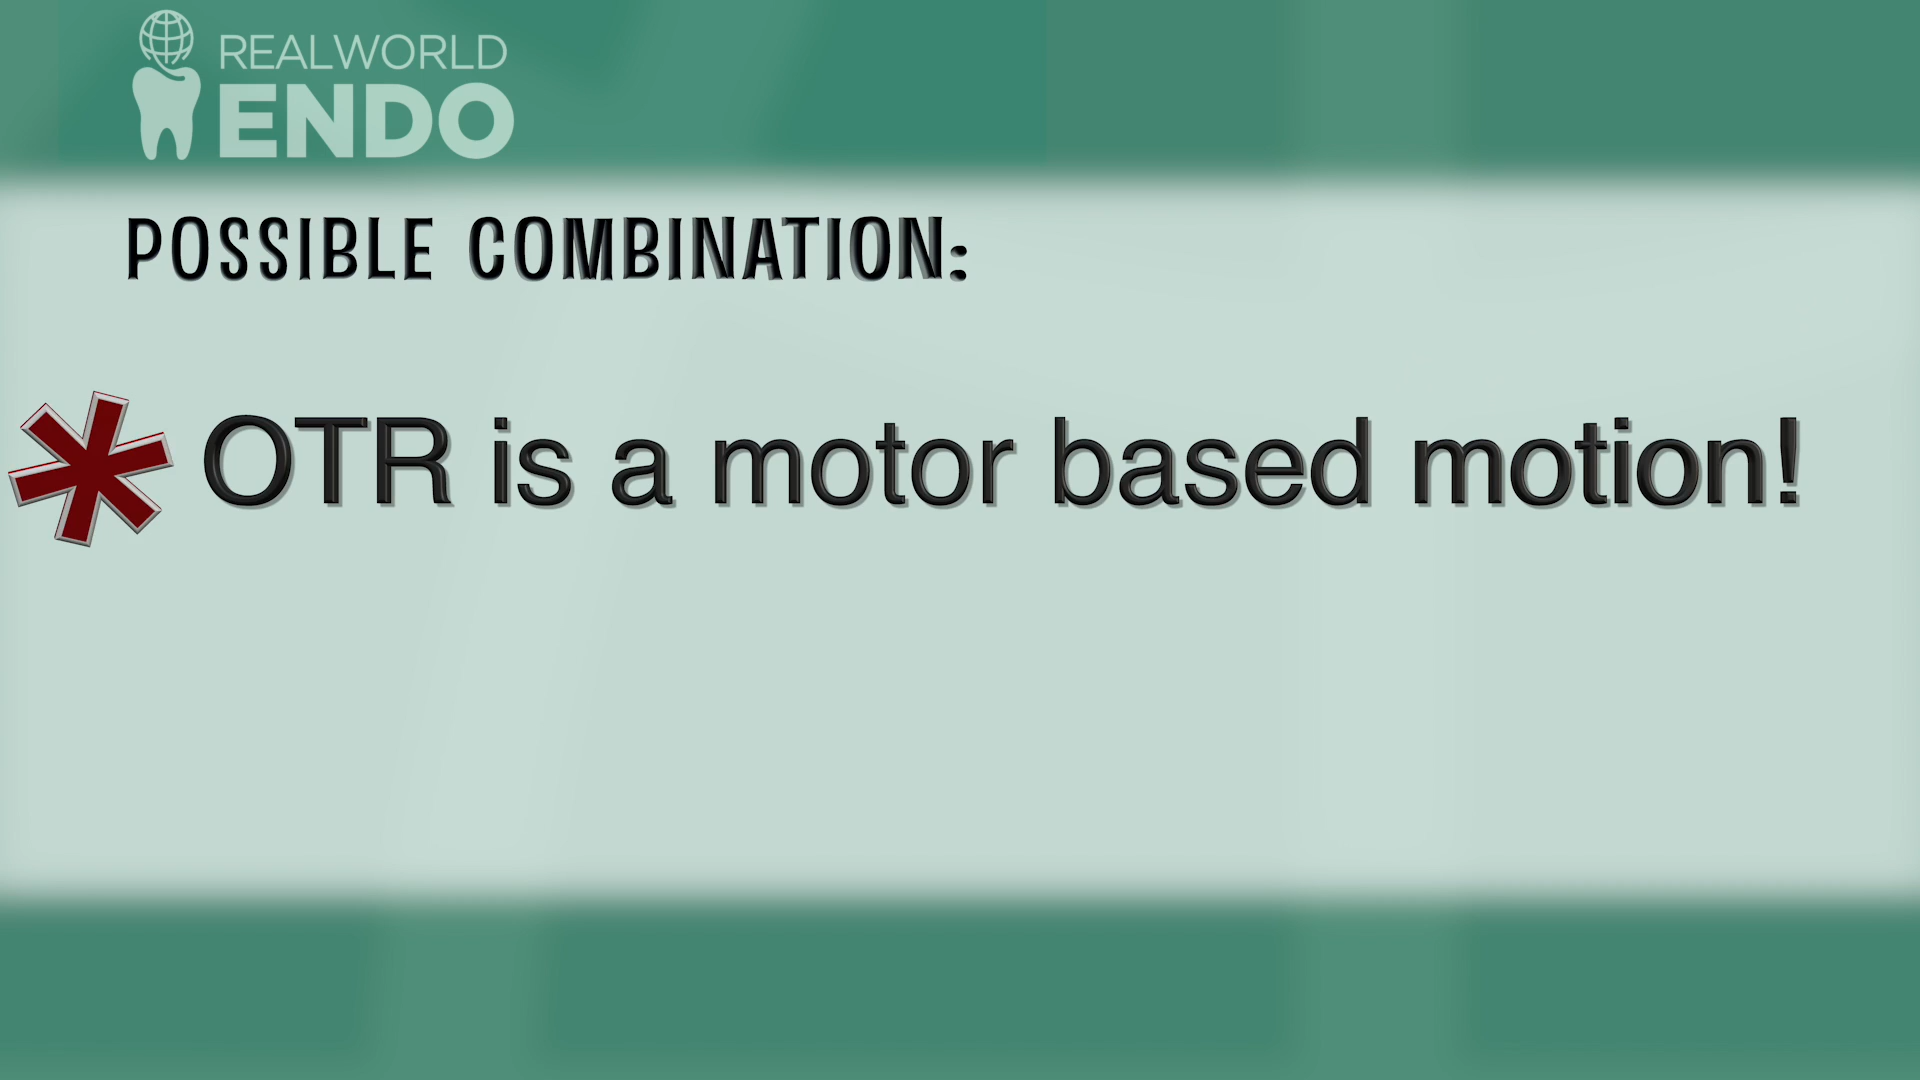 REALWORLD
ENDO
POSSIBLE COMBINATION:
* OTR is a motor based motion!